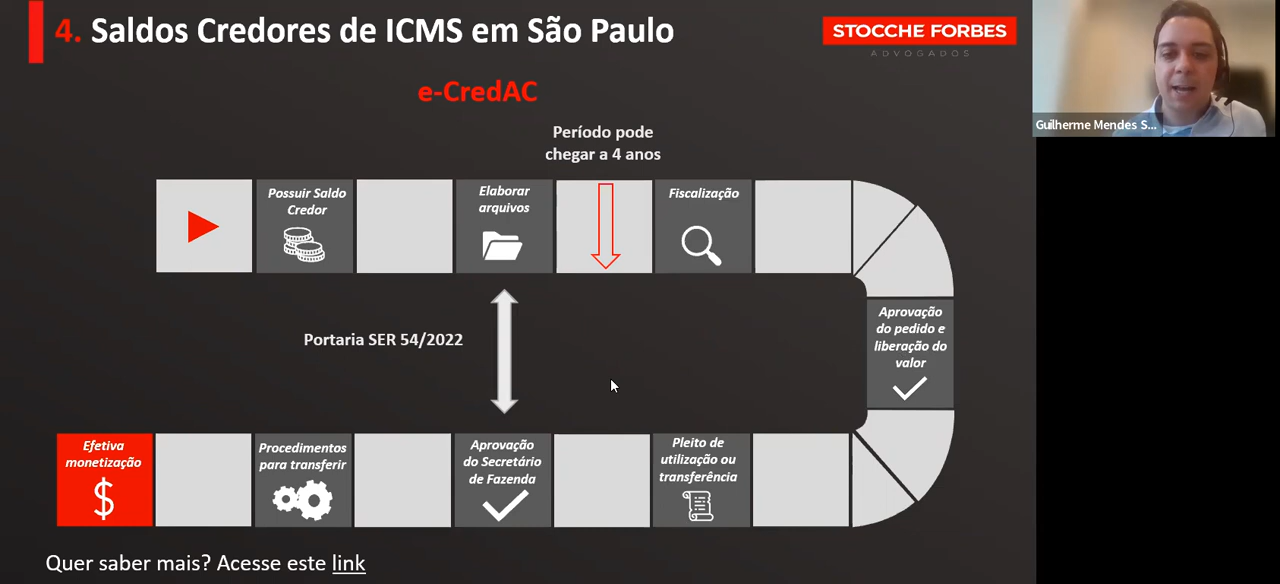 4. Saldos Credores de ICMS em São Paulo
STOCCHE FORBES
ADVOGADOS
Guilherme Mendes S...
e-CredAC
Período pode
chegar a 4 anos
Possuir Saldo
Credor
Elaborar
arquivos
Fiscalização
Aprovação
do pedido e
liberação do
valor
Portaria SER 54/2022
Efetiva
monetização
$
Procedimentos
para transferir
Aprovação
do Secretário
de Fazenda
Pleito de
utilização ou
transferência
Quer saber mais? Acesse este link